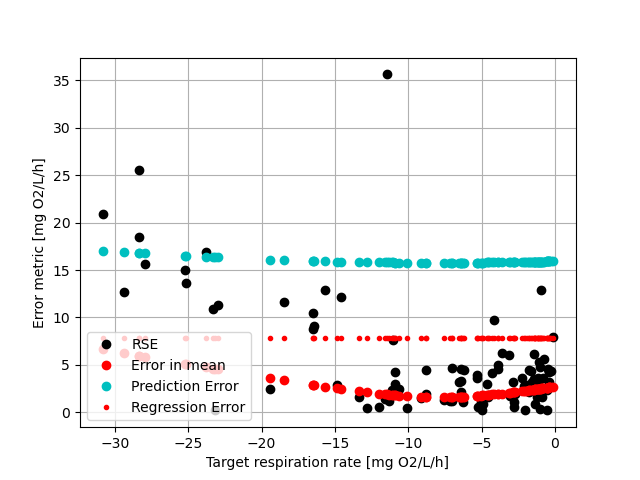 Error metric [mg O2/L/h]
35
30
25
20
15
10
5
0
RSE
Error in mean
Prediction Error
Regression Error
−30 −25 −20 −15 −10 −5 0
Target respiration rate [mg O2/L/h]